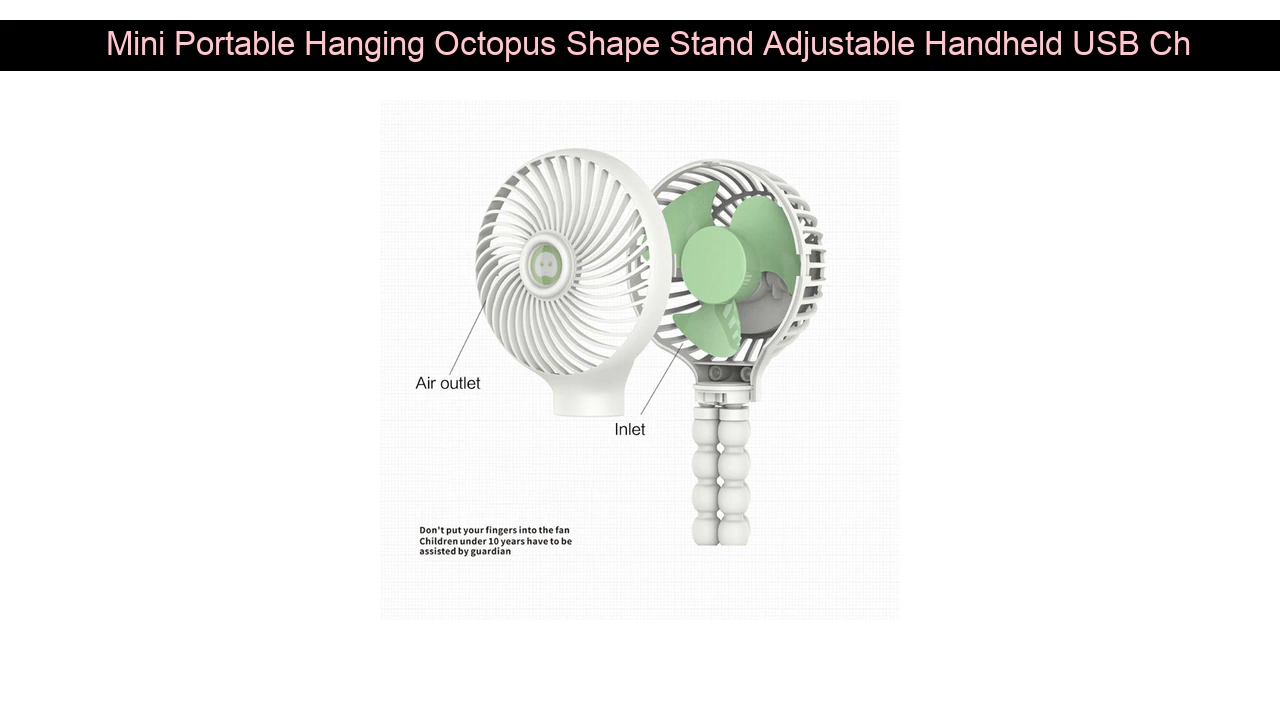 Mini Portable Hanging Octopus Shape Stand Adjustable Handheld USB Ch
Air outlet
Inlet
Don't put your fingers into the fan
Children under 10 years have to be
assisted by guardian